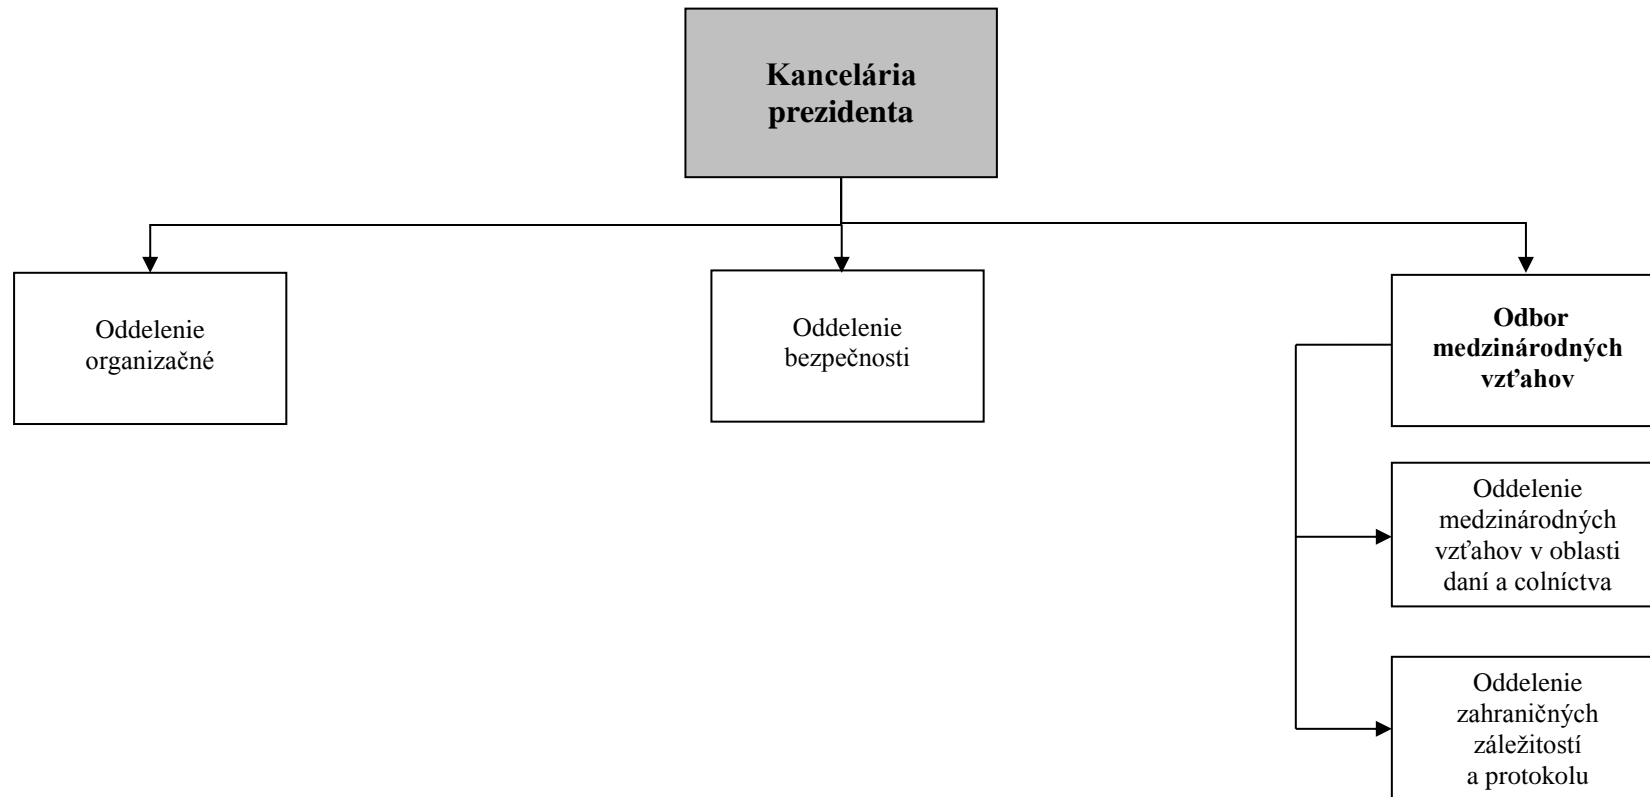 Kancelária
prezidenta
Oddelenie
organizačné
Oddelenie
bezpečnosti
Odbor
medzinárodných
vzťahov
Oddelenie
medzinárodných
vzťahov v oblasti
daní a colníctva
Oddelenie
zahraničných
záležitostí
a protokolu